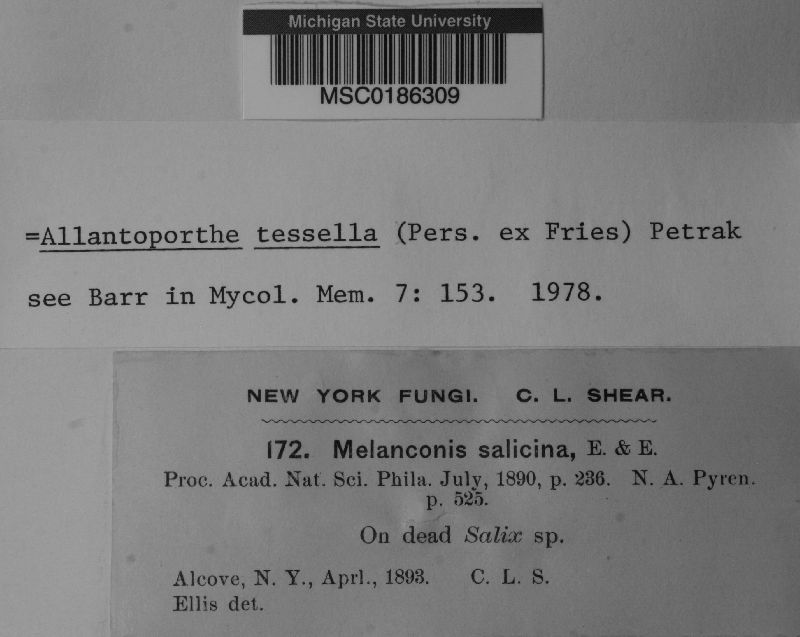 Michigan State University
MSC0186309
=Allantoporthe tessella (Pers. ex Fries) Petrak
see Barr in Mycol. Mem. 7: 153. 1978.
NEW YORK FUNGI. C. L. SHEAR.
172. Melanconis salicina, E. & E.
Proc. Acad. Nat. Sci. Phila. July, 1890, p. 236. N. A. Pyren.
p. 525.
On dead Salix sp.
Alcove, N. Y., Aprl., 1893. C. L. S.
Ellis det.